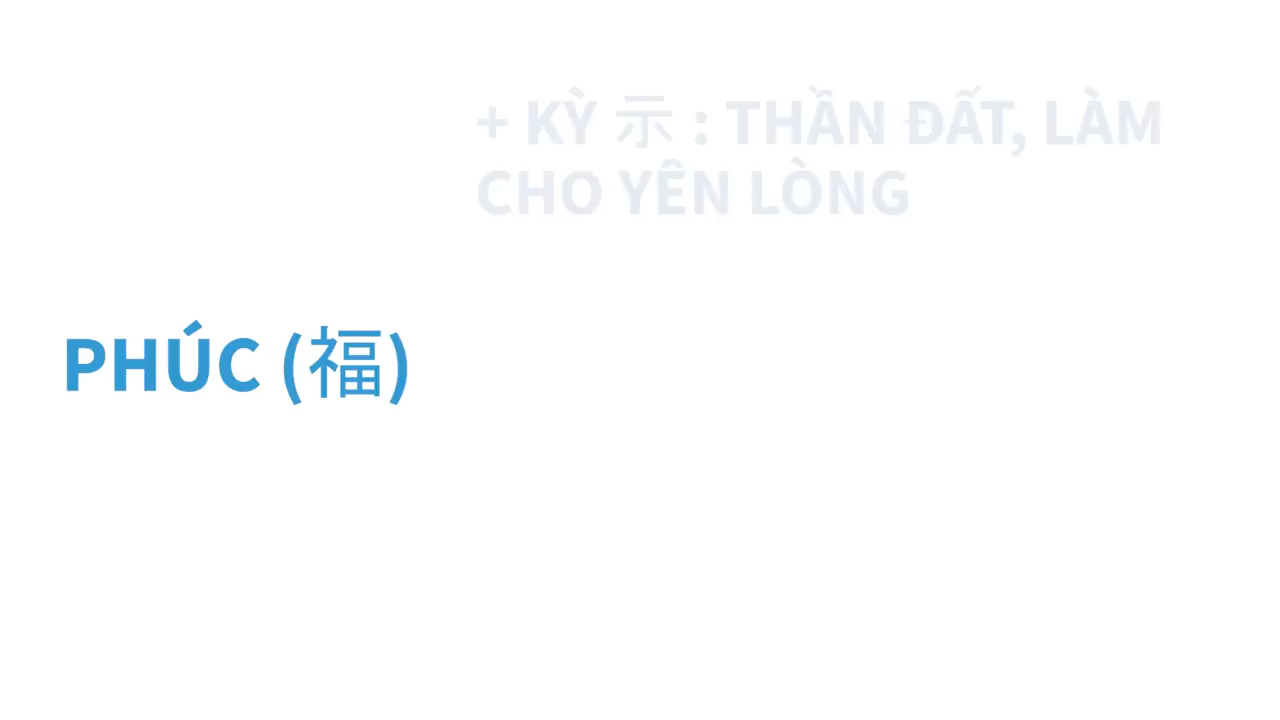 + KỲ 示 : THẦN ĐẤT, LÀM
CHO YÊN LÒNG
PHÚC (福)